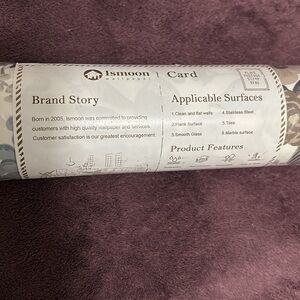 Ismoon | Card
wallpaper
Brand Story
Born in 2005, Ismoon was committed to providing
customers with high quality wallpaper and services.
Customer satisfaction is our greatest encouragement
Applicable Surfaces
1.Clean and flat walls 4.Stainless Steel
2.Plank Surface 5.Tiles
3.Smooth Glass 6.Marble surface
Product Features